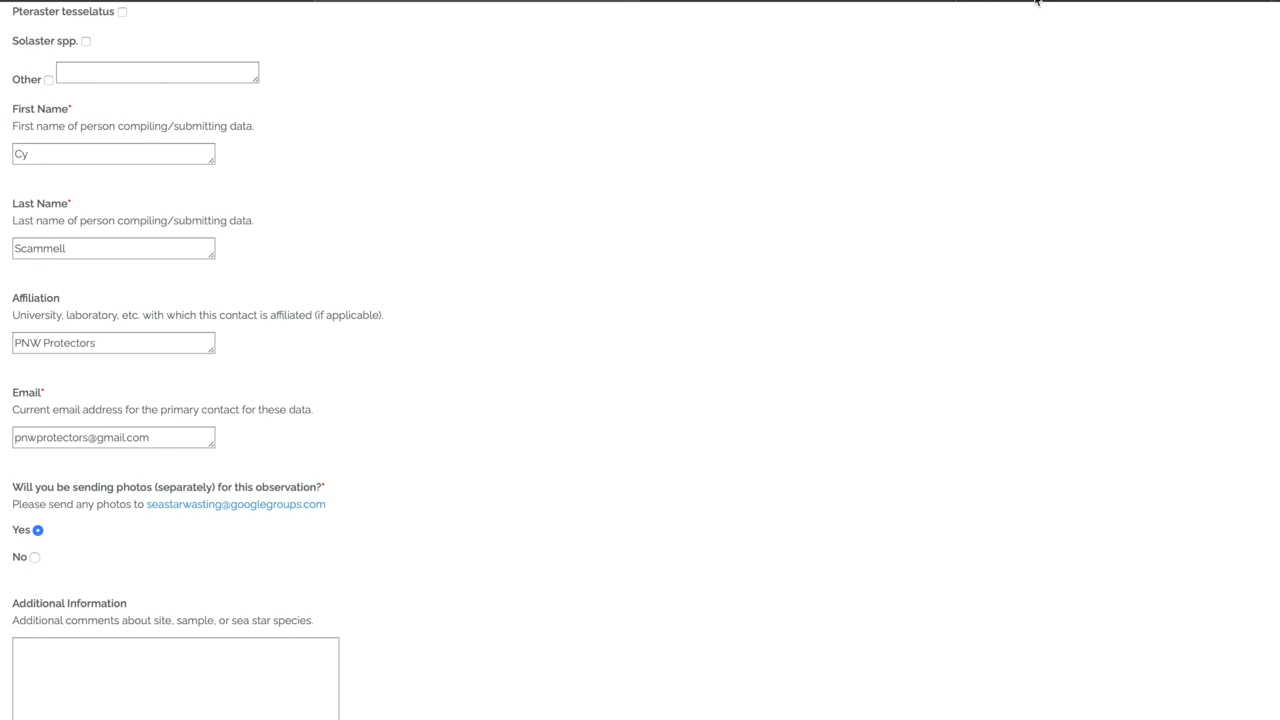 Pteraster tesselatus
Solaster spp.
Other
First Name*
First name of person compiling/submitting data.
Cy
Last Name*
Last name of person compiling/submitting data.
Scammell
Affiliation
University, laboratory, etc. with which this contact is affiliated (if applicable).
PNW Protectors
Email*
Current email address for the primary contact for these data.
pnwprotectors@gmail.com
Will you be sending photos (separately) for this observation?*
Please send any photos to seastarwasting@googlegroups.com
Yes
No
Additional Information
Additional comments about site, sample, or sea star species.